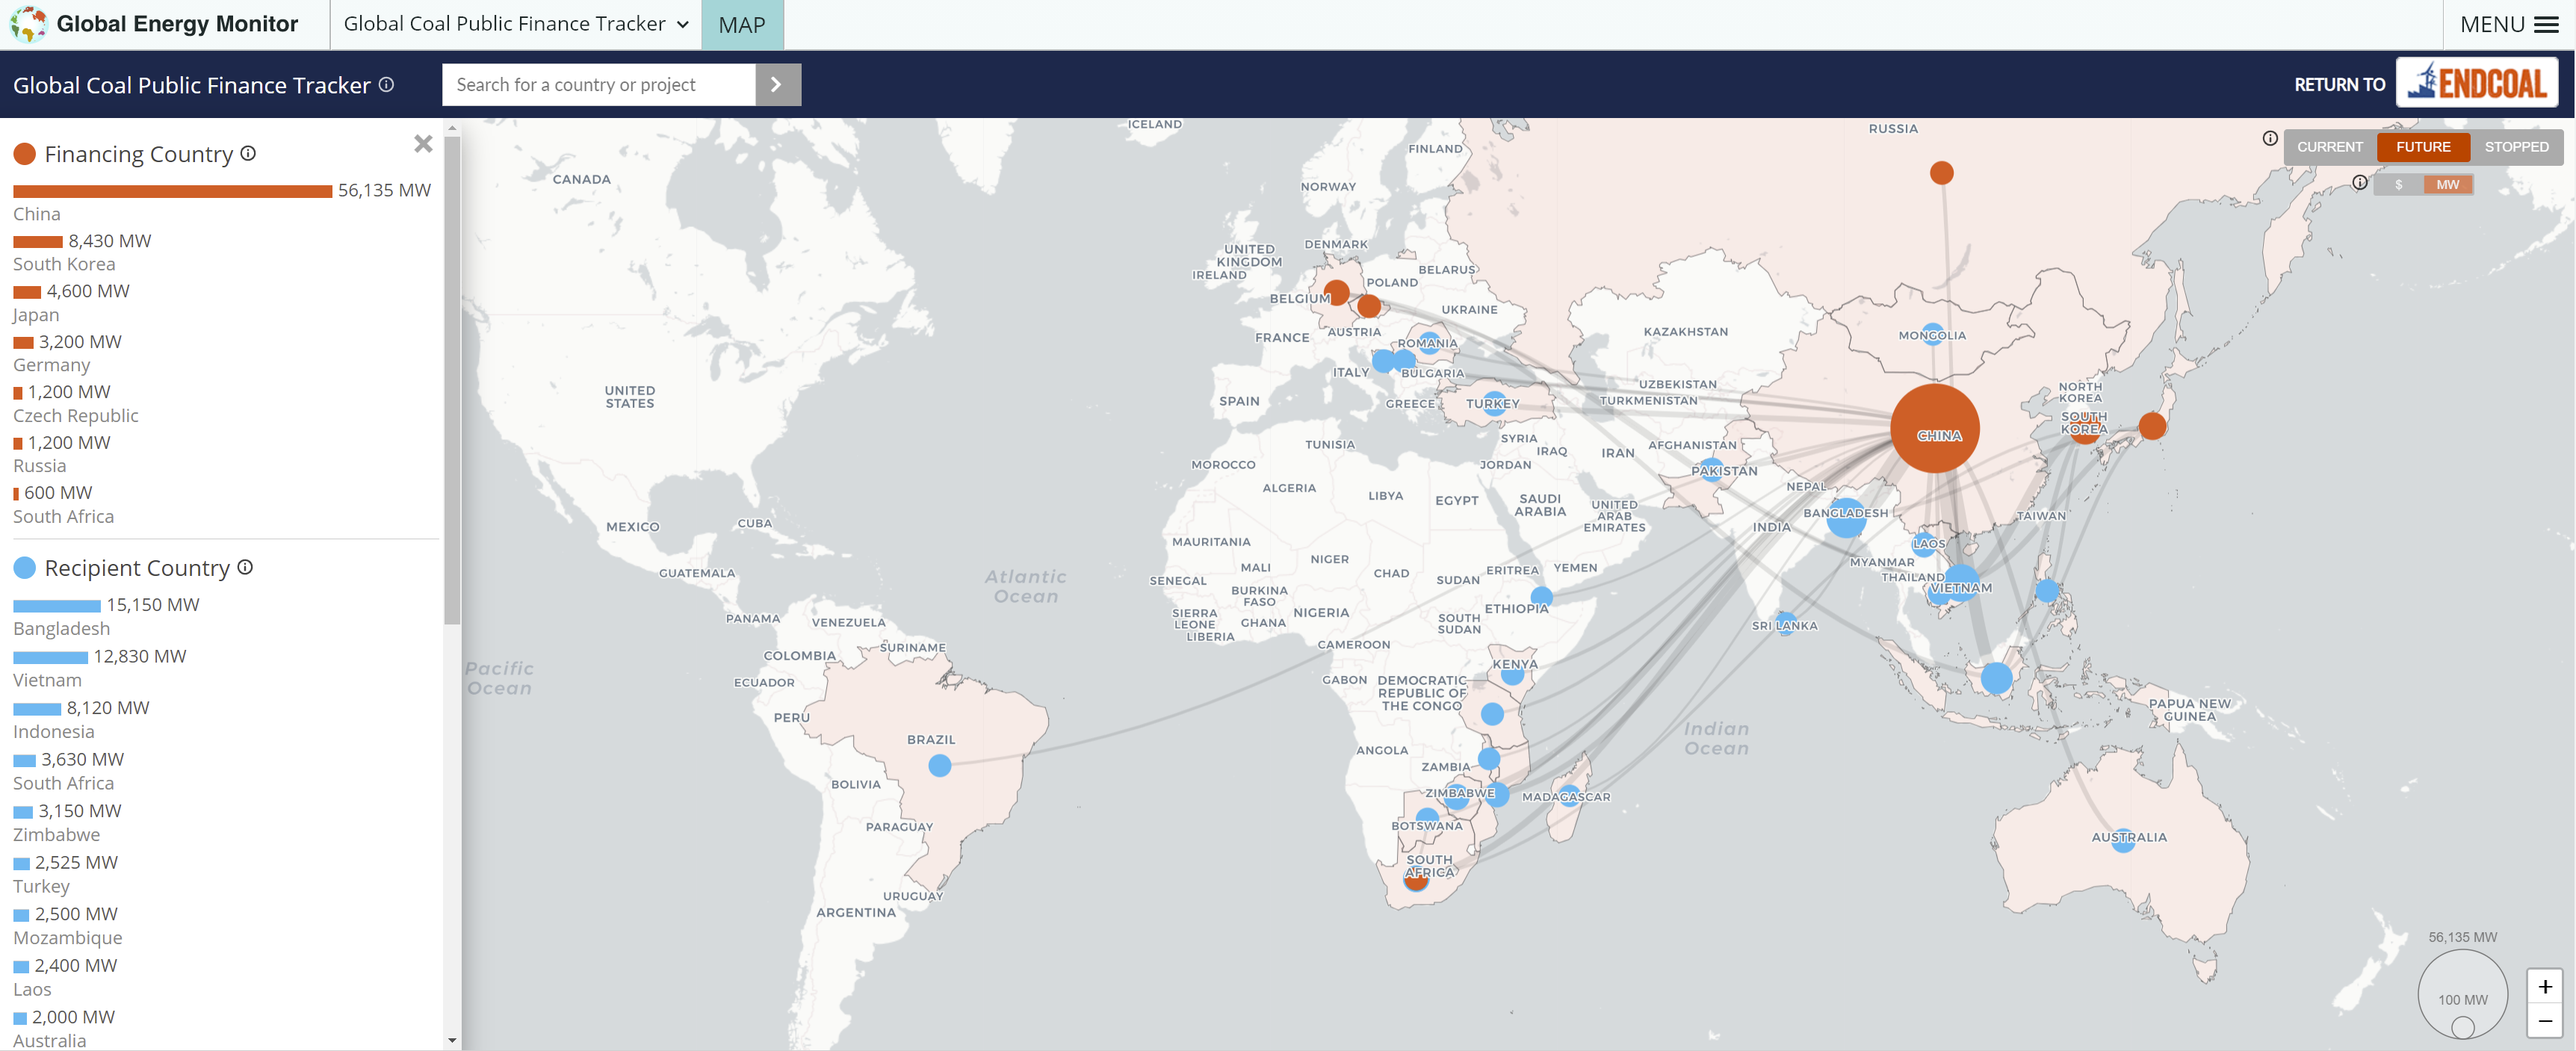 Global Energy Monitor
Global Coal Public Finance Tracker
MAP
MENU
Global Coal Public Finance Tracker
Search for a country or project
RETURN TO
ENDCOAL
Financing Country
56,135 MW
China
8,430 MW
South Korea
4,600 MW
Japan
3,200 MW
Germany
1,200 MW
Czech Republic
1,200 MW
Russia
600 MW
South Africa
Recipient Country
15,150 MW
Bangladesh
12,830 MW
Vietnam
8,120 MW
Indonesia
3,630 MW
South Africa
3,150 MW
Zimbabwe
2,525 MW
Turkey
2,500 MW
Mozambique
2,400 MW
Laos
2,000 MW
Australia
CURRENT
FUTURE
STOPPED
$
MW
ICELAND
RUSSIA
FINLAND
CANADA
NORWAY
UNITED
KINGDOM
DENMARK
IRELAND
BELARUS
POLAND
BELGIUM
UKRAINE
AUSTRIA
FRANCE
KAZAKHSTAN
MONGOLIA
ROMANIA
ITALY
BULGARIA
UZBEKISTAN
UNITED
STATES
SPAIN
GREECE
TURKEY
TURKMENISTAN
NORTH
KOREA
SOUTH
KOREA
CHINA
TUNISIA
SYRIA
IRAQ
IRAN
AFGHANISTAN
MOROCCO
JORDAN
PAKISTAN
ALGERIA
LIBYA
EGYPT
SAUDI
ARABIA
UNITED
ARAB
EMIRATES
NEPAL
BANGLADESH
TAIWAN
MEXICO
CUBA
INDIA
MAURITANIA
LAOS
NIGER
MYANMAR
GUATEMALA
Atlantic
Ocean
SENEGAL
MALI
CHAD
SUDAN
ERITREA
YEMEN
THAILAND
VIETNAM
BURKINA
FASO
ETHIOPIA
SIERRA
LEONE
NIGERIA
GHANA
LIBERIA
SOUTH
SUDAN
PANAMA
VENEZUELA
SRI LANKA
COLOMBIA
SURINAME
CAMEROON
Pacific
Ocean
ECUADOR
GABON
DEMOCRATIC
REPUBLIC OF
THE CONGO
KENYA
PERU
PAPUA NEW
GUINEA
BRAZIL
Indian
Ocean
ANGOLA
ZAMBIA
BOLIVIA
ZIMBABWE
MADAGASCAR
PARAGUAY
BOTSWANA
AUSTRALIA
SOUTH
AFRICA
URUGUAY
ARGENTINA
56,135 MW
100 MW
+
−